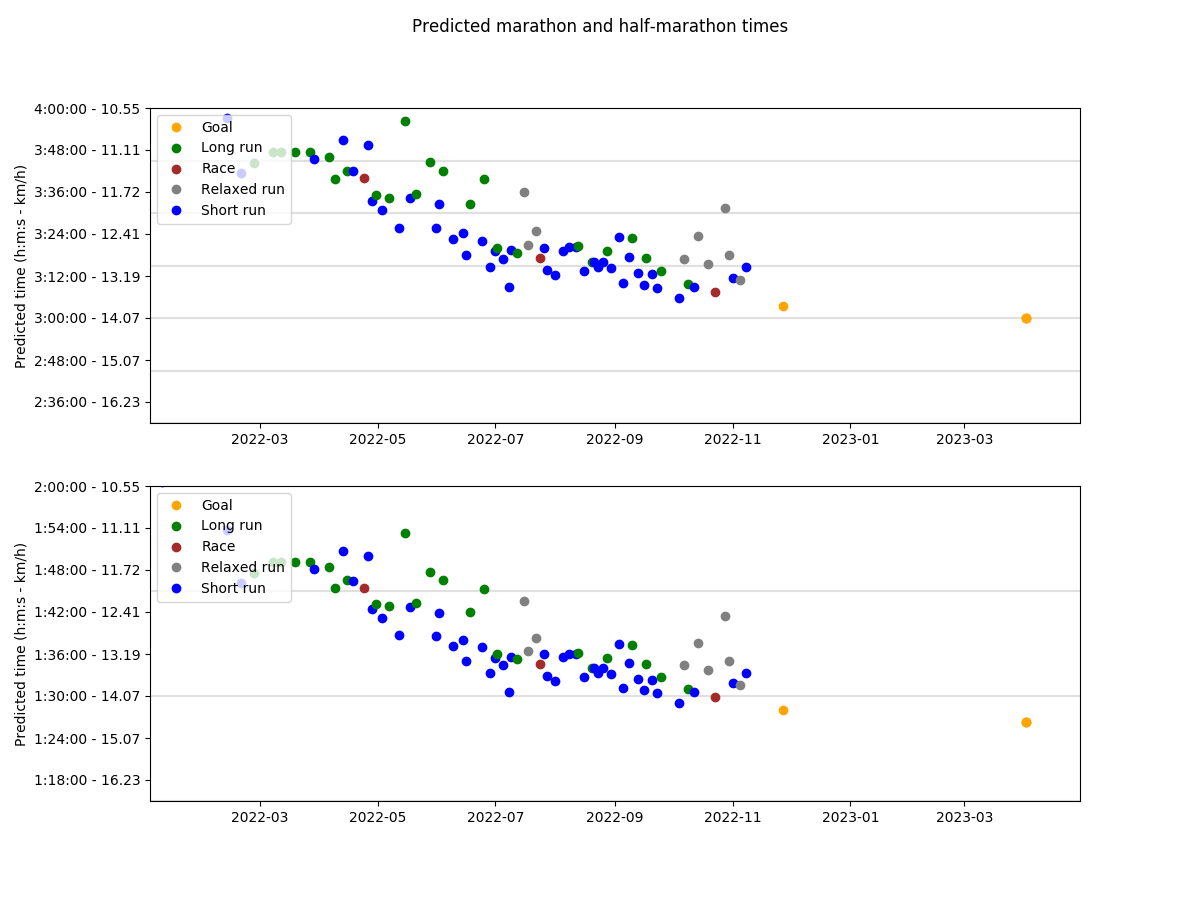 Predicted marathon and half-marathon times
Predicted time (h:m:s - km/h)
4:00:00 - 10.55
3:48:00 - 11.11
3:36:00 - 11.72
3:24:00 - 12.41
3:12:00 - 13.19
3:00:00 - 14.07
2:48:00 - 15.07
2:36:00 - 16.23
Goal
Long run
Race
Relaxed run
Short run
2022-03
2022-05
2022-07
2022-09
2022-11
2023-01
2023-03
Predicted time (h:m:s - km/h)
2:00:00 - 10.55
1:54:00 - 11.11
1:48:00 - 11.72
1:42:00 - 12.41
1:36:00 - 13.19
1:30:00 - 14.07
1:24:00 - 15.07
1:18:00 - 16.23
Goal
Long run
Race
Relaxed run
Short run
2022-03
2022-05
2022-07
2022-09
2022-11
2023-01
2023-03